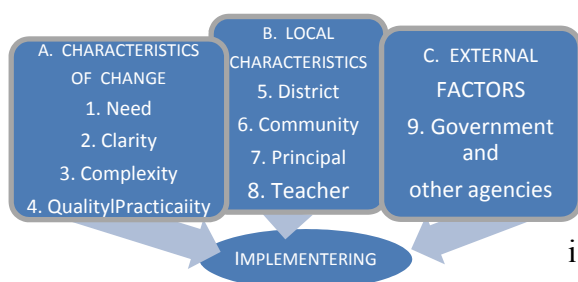 A. CHARACTERISTICS
OF CHANGE
1. Need
2. Clarity
3. Complexity
4. QualitylPracticaiity
B. LOCAL
CHARACTERISTICS
5. District
6. Community
7. Principal
8. Teacher
C. EXTERNAL
FACTORS
9. Government
and
other agencies
IMPLEMENTERING
i